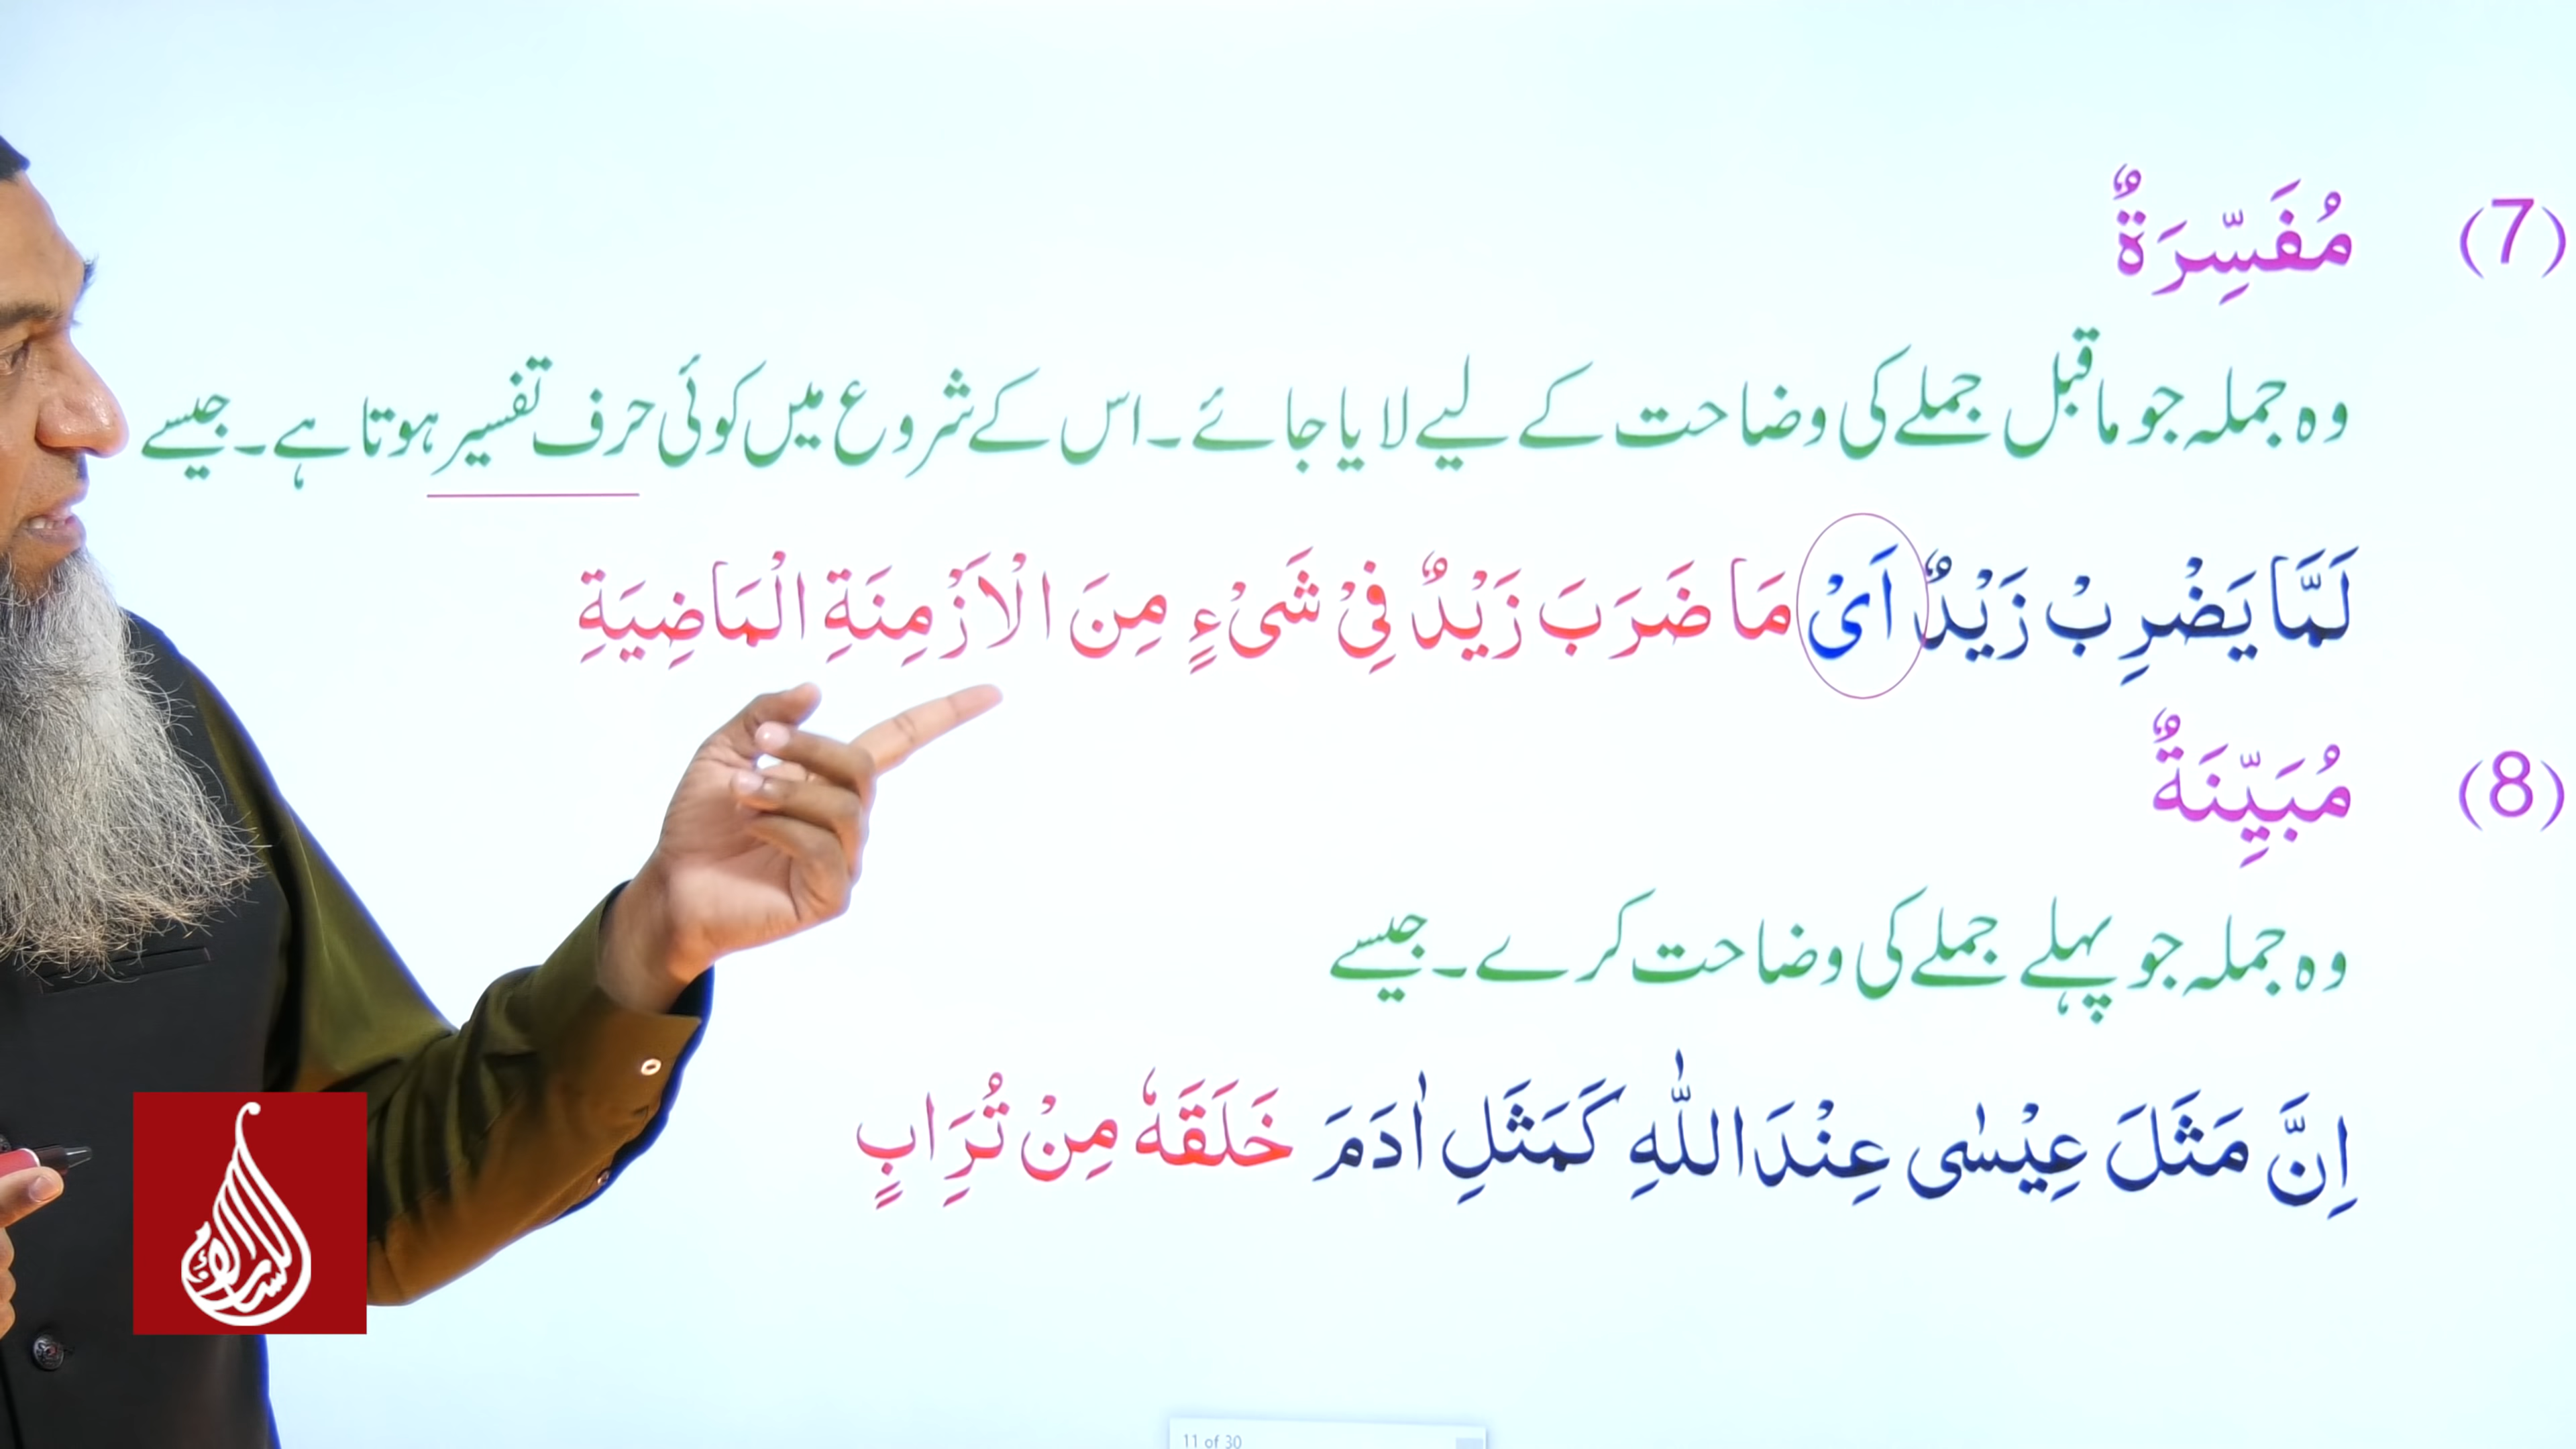 (7) مُفَسِّرَةٌ
وہ جملہ جو ماقبل جملے کی وضاحت کے لیے لایا جائے۔ اس کے شروع میں کوئی حرف تفسیر ہوتا ہے۔ جیسے
لَمَّا يَضْرِبْ زَيْدٌ اَىْ مَا ضَرَبَ زَيْدٌ فِىْ شَىْءٍ مِنَ الْاَزْمِنَةِ الْمَاضِيَةِ
(8) مُبَيِّنَةٌ
وہ جملہ جو پہلے جملے کی وضاحت کرے۔ جیسے
اِنَّ مَثَلَ عِيْسٰى عِنْدَ اللّٰهِ كَمَثَلِ اٰدَمَ خَلَقَهٗ مِنْ تُرَابٍ
11 of 30